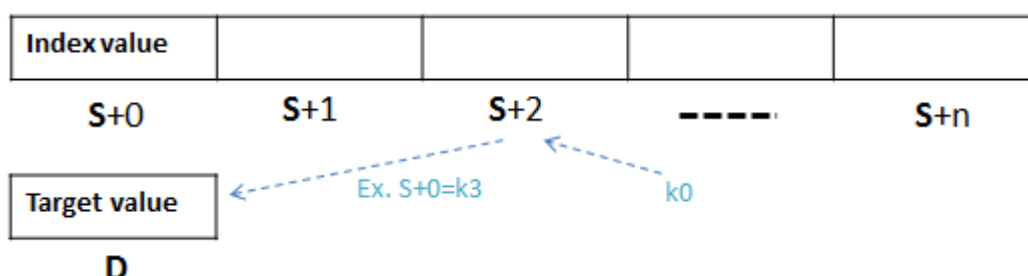 Index value
S+0 S+1 S+2 ----- S+n
Ex. S+0=k3 k0
Target value
D